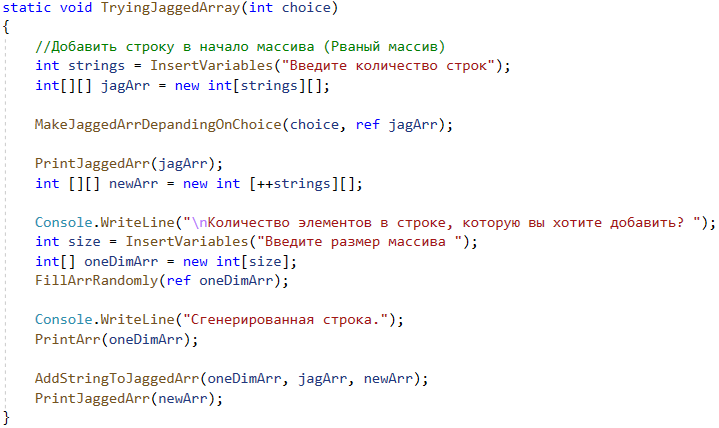 static void TryingJaggedArray(int choice)
{
//Добавить строку в начало массива (Рваный массив)
int strings = InsertVariables("Введите количество строк");
int[][] jagArr = new int[strings][];
MakeJaggedArrDepandingOnChoice(choice, ref jagArr);
PrintJaggedArr(jagArr);
int [][] newArr = new int [++strings][];
Console.WriteLine("\nКоличество элементов в строке, которую вы хотите добавить? ");
int size = InsertVariables("Введите размер массива ");
int[] oneDimArr = new int[size];
FillArrRandomly(ref oneDimArr);
Console.WriteLine("Сгенерированная строка.");
PrintArr(oneDimArr);
AddStringToJaggedArr(oneDimArr, jagArr, newArr);
PrintJaggedArr(newArr);
}